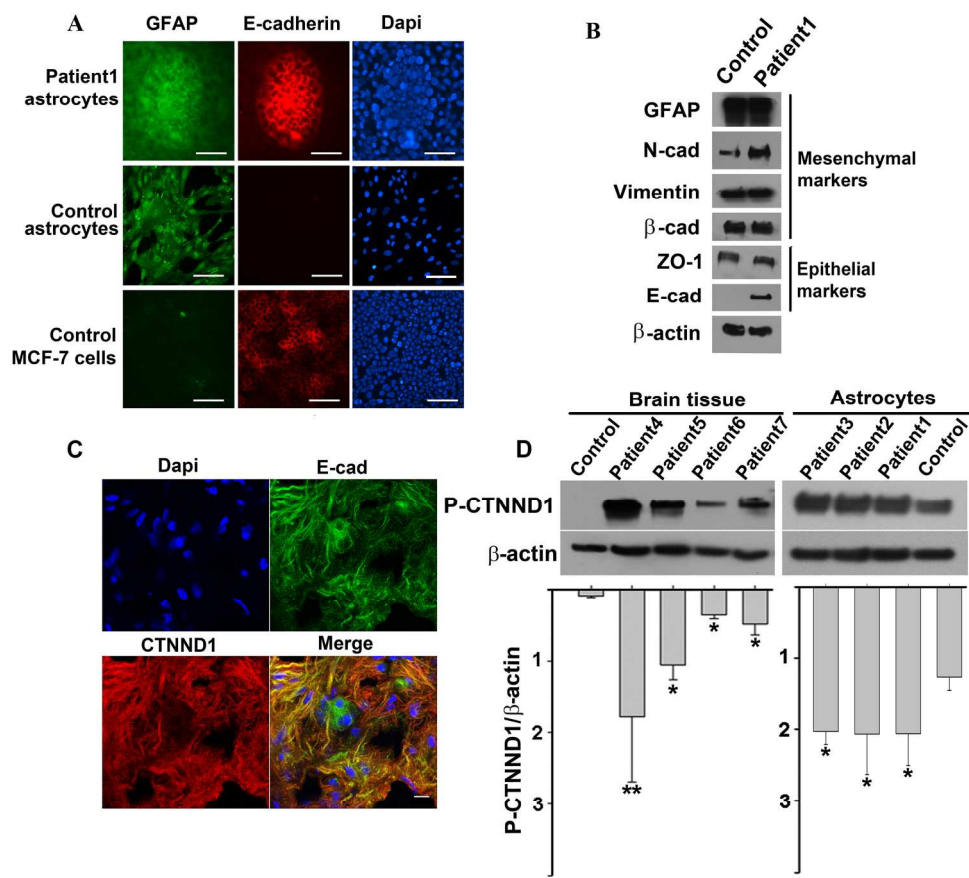 A
GFAP E-cadherin Dapi
Patient1
astrocytes
Control
astrocytes
Control
MCF-7 cells
B
Control
Patient1
GFAP
N-cad
Vimentin
β-cad
Mesenchymal
markers
ZO-1
E-cad
Epithelial
markers
β-actin
C
Dapi E-cad
CTNND1 Merge
D
Brain tissue
Control
Patient4
Patient5
Patient6
Patient7
Astrocytes
Patient3
Patient2
Patient1
Control
P-CTNND1
β-actin
P-CTNND1/β-actin
1
2
3
**
*
*
*
1
2
3
*
*
*